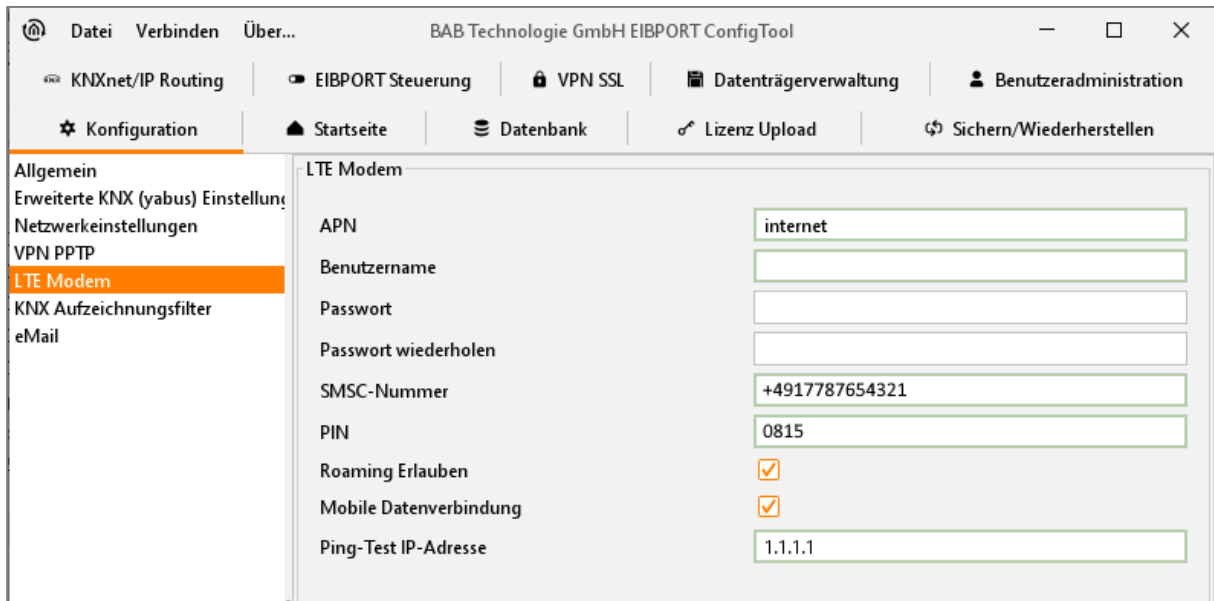 Datei Verbinden Über... BAB Technologie GmbH EIBPORT ConfigTool
KNX KNXnet/IP Routing EIBPORT Steuerung VPN SSL Datenträgerverwaltung Benutzeradministration
Konfiguration Startseite Datenbank Lizenz Upload Sichern/Wiederherstellen
Allgemein
Erweiterte KNX (yabus) Einstellung
Netzwerkeinstellungen
VPN PPTP
LTE Modem
KNX Aufzeichnungsfilter
eMail
LTE Modem
APN internet
Benutzername
Passwort
Passwort wiederholen
SMSC-Nummer +4917787654321
PIN 0815
Roaming Erlauben
Mobile Datenverbindung
Ping-Test IP-Adresse 1.1.1.1